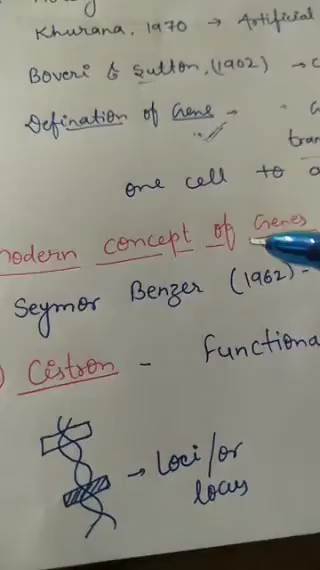 Khurana, 1970 → Artificial
Boveri & Sutton, (1902) →
Defination of Gene -
one cell to
modern concept of Genes
Seymor Benzer (1962) -
Cistron - Functiona
→ Loci/or
locus